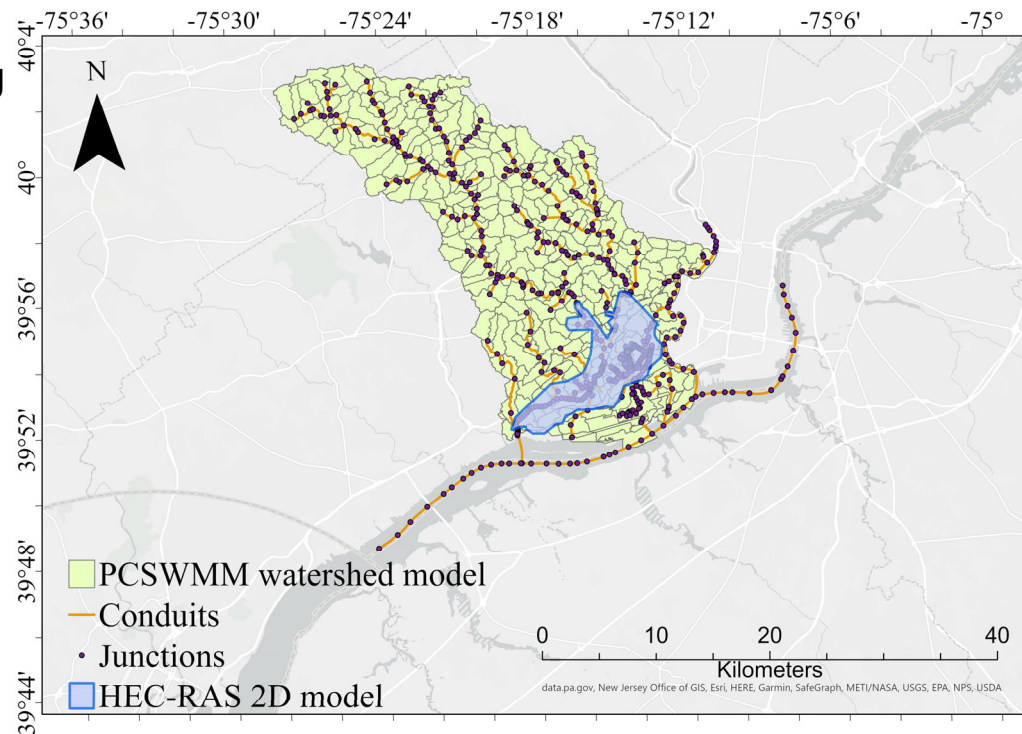 -75°36' -75°30' -75°24' -75°18' -75°12' -75°6' -75°
40°4'
N
40°
39°56'
39°52'
39°48'
39°44'
PCSWMM watershed model
Conduits
Junctions
HEC-RAS 2D model
0 10 20 40
Kilometers
data.pa.gov, New Jersey Office of GIS, Esri, HERE, Garmin, SafeGraph, METI/NASA, USGS, EPA, NPS, USDA